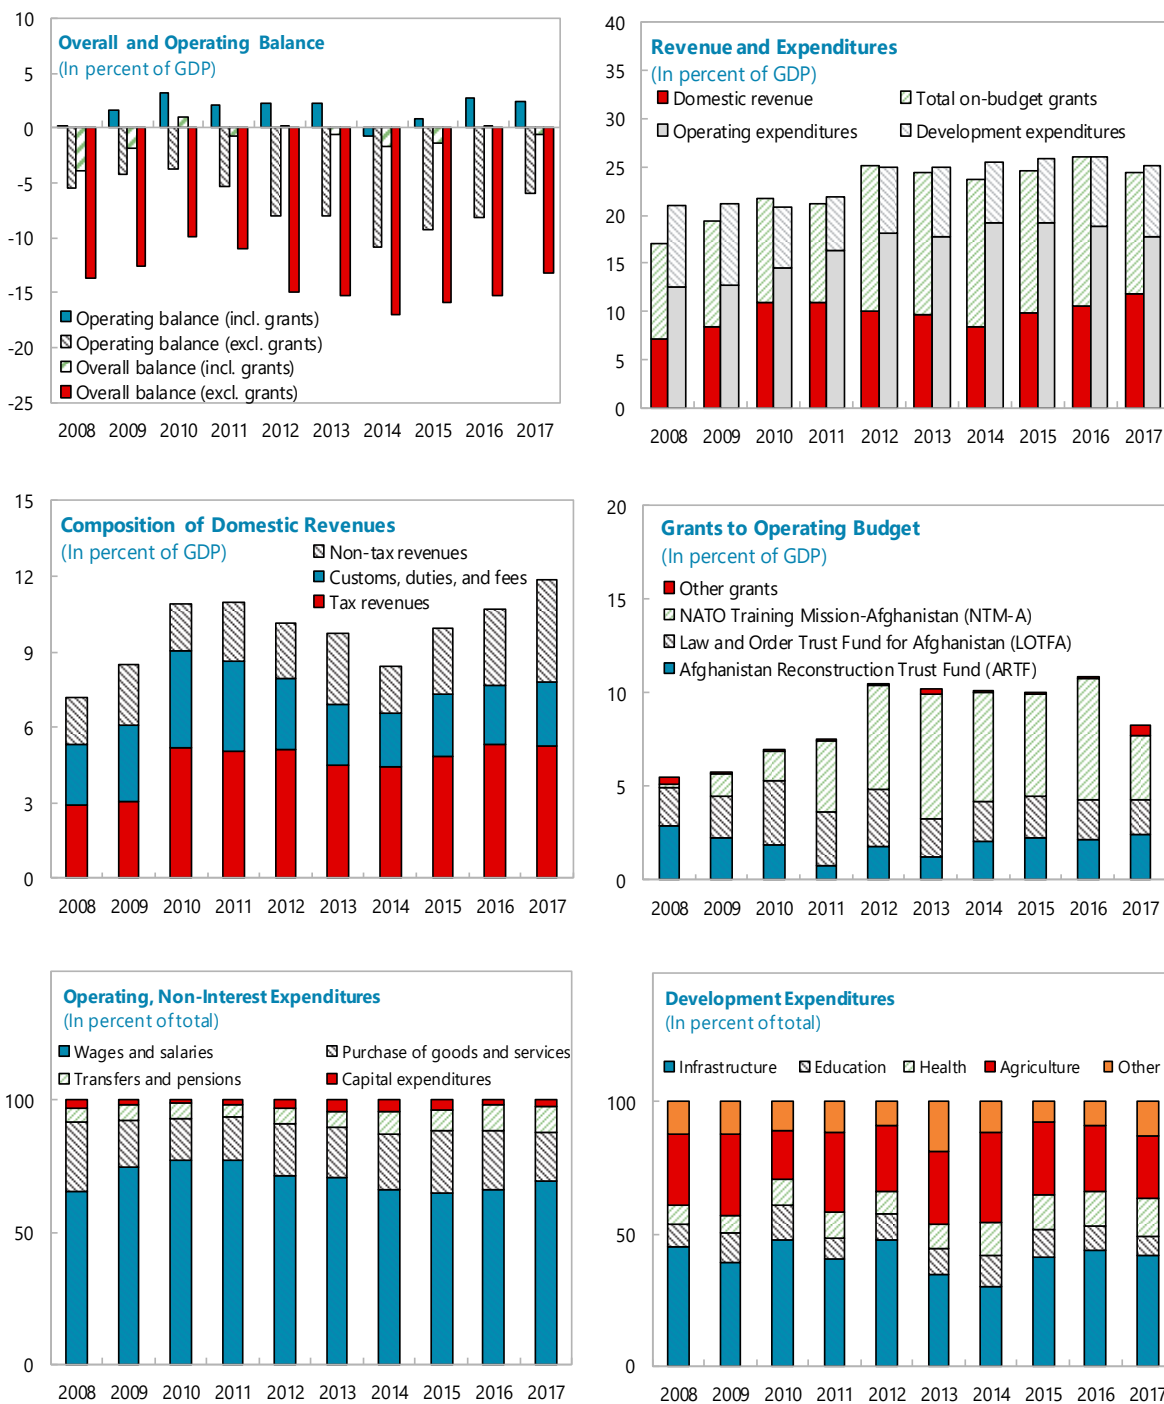 Overall and Operating Balance
(In percent of GDP)
10
5
0
-5
-10
-15
-20
-25
Operating balance (incl. grants)
Operating balance (excl. grants)
Overall balance (incl. grants)
Overall balance (excl. grants)
2008 2009 2010 2011 2012 2013 2014 2015 2016 2017
Revenue and Expenditures
(In percent of GDP)
Domestic revenue Total on-budget grants
Operating expenditures Development expenditures
40
35
30
25
20
15
10
5
0
2008 2009 2010 2011 2012 2013 2014 2015 2016 2017
Composition of Domestic Revenues
(In percent of GDP)
Non-tax revenues
Customs, duties, and fees
Tax revenues
15
12
9
6
3
0
2008 2009 2010 2011 2012 2013 2014 2015 2016 2017
Grants to Operating Budget
(In percent of GDP)
Other grants
NATO Training Mission-Afghanistan (NTM-A)
Law and Order Trust Fund for Afghanistan (LOTFA)
Afghanistan Reconstruction Trust Fund (ARTF)
20
15
10
5
0
2008 2009 2010 2011 2012 2013 2014 2015 2016 2017
Operating, Non-Interest Expenditures
(In percent of total)
Wages and salaries Purchase of goods and services
Transfers and pensions Capital expenditures
100
50
0
2008 2009 2010 2011 2012 2013 2014 2015 2016 2017
Development Expenditures
(In percent of total)
Infrastructure Education Health Agriculture Other
100
50
0
2008 2009 2010 2011 2012 2013 2014 2015 2016 2017